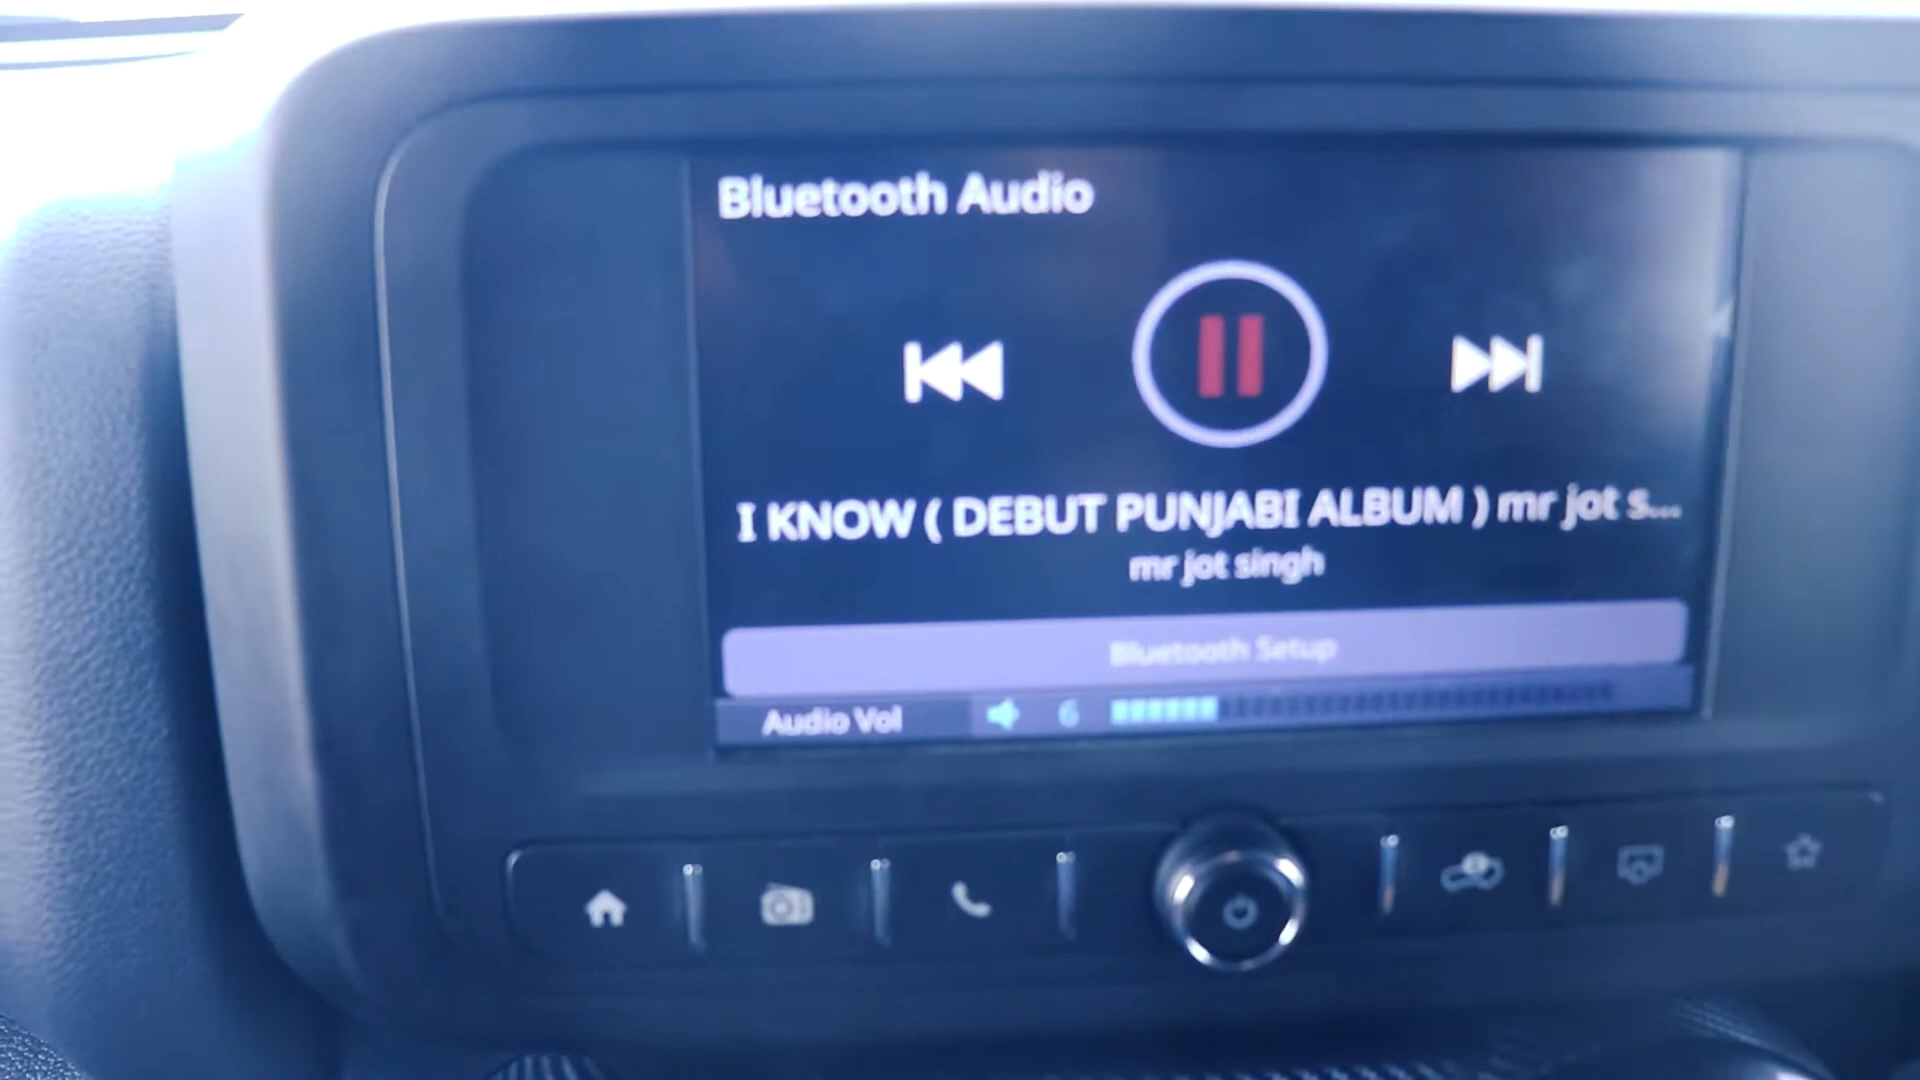 Bluetooth Audio
I KNOW ( DEBUT PUNJABI ALBUM ) mr jot s...
mr jot singh
Bluetooth Setup
Audio Vol 6